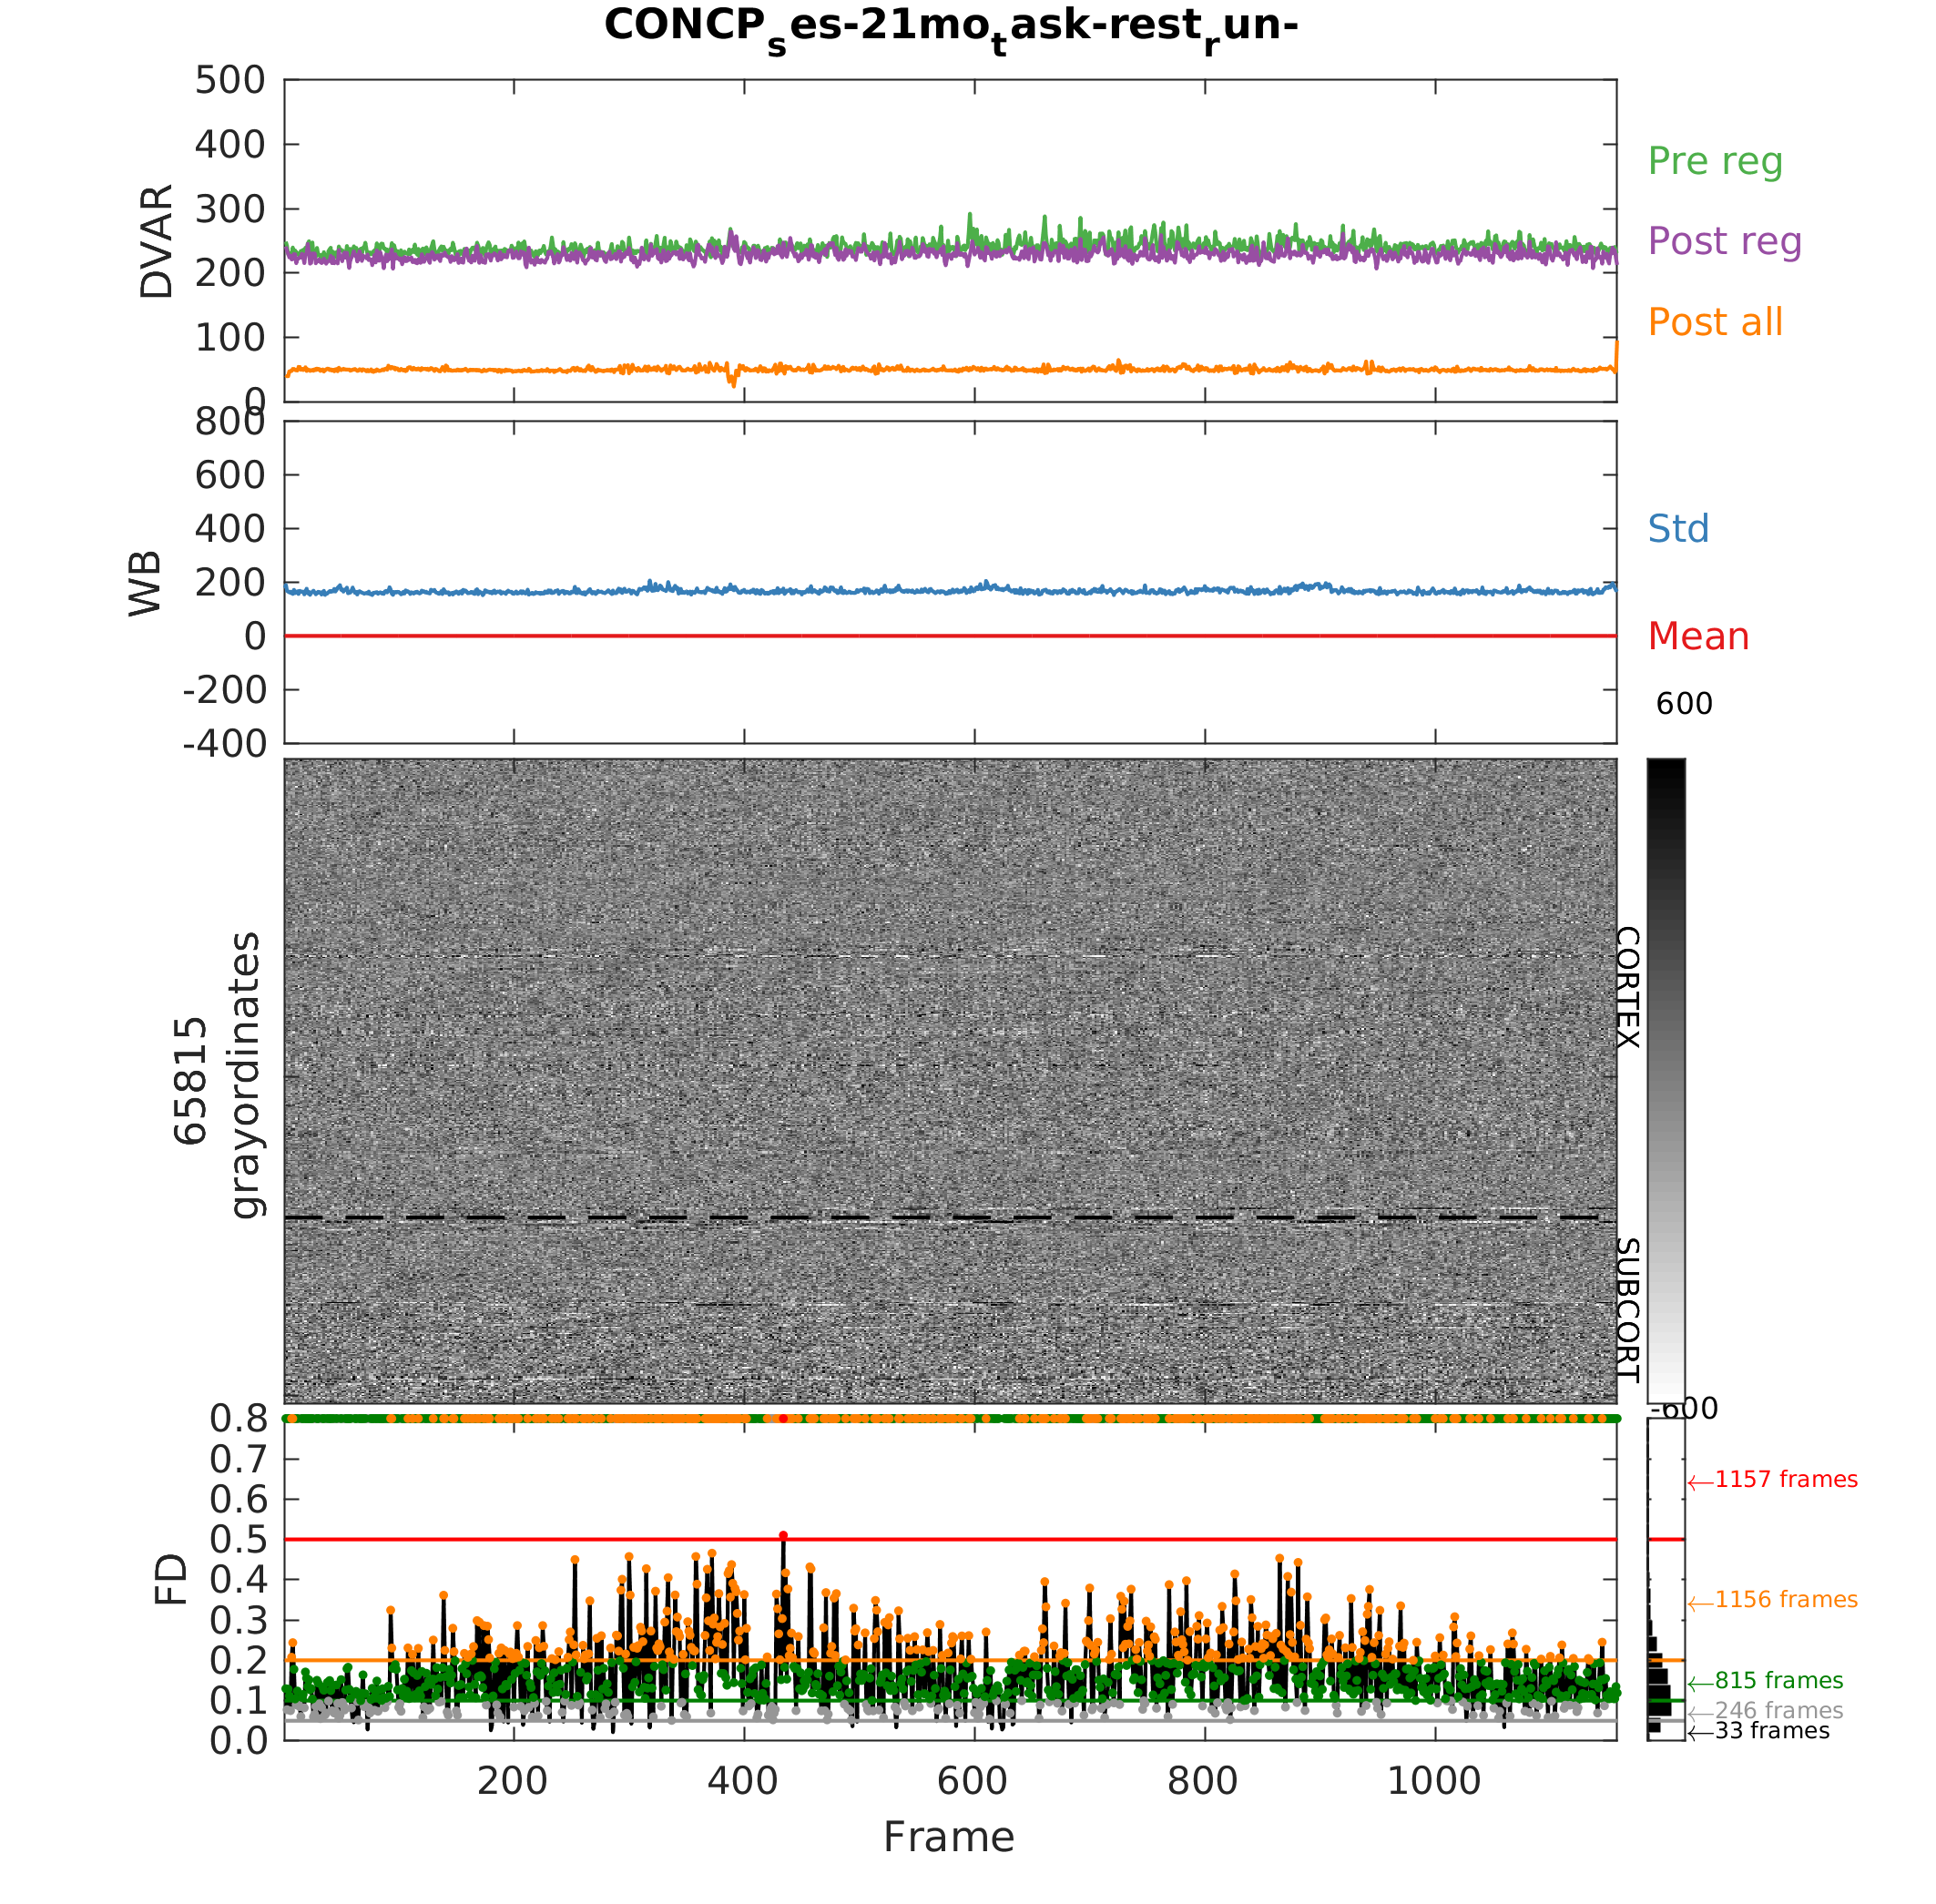 CONCPses-21motask-restrun-
500
400
300
200
100
0
DVAR
Pre reg
Post reg
Post all
800
600
400
200
0
-200
-400
WB
Std
Mean
600
65815
grayordinates
CORTEX
SUBCORT
-600
0.8
0.7
0.6
0.5
0.4
0.3
0.2
0.1
0.0
FD
←1157 frames
←1156 frames
←815 frames
←246 frames
←33 frames
200 400 600 800 1000
Frame